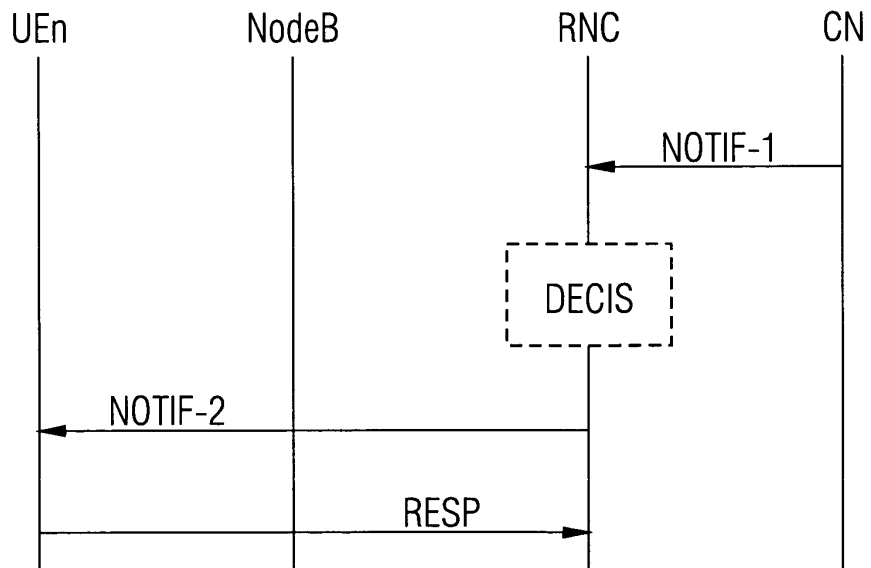 UEn NodeB RNC CN
NOTIF-1
DECIS
NOTIF-2
RESP